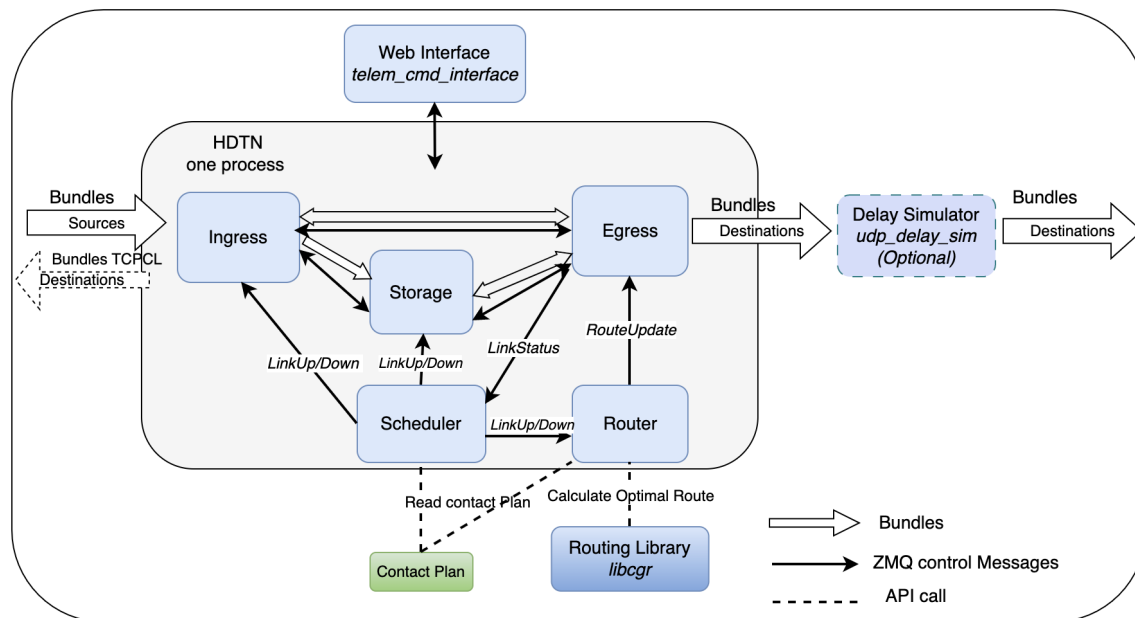 Web Interface
telem_cmd_interface
HDTN
one process
Bundles
Sources
Bundles TCPCL
Destinations
Ingress
Egress
Storage
Bundles
Destinations
Delay Simulator
udp_delay_sim
(Optional)
Bundles
Destinations
LinkUp/Down
LinkUp/Down
LinkStatus
RouteUpdate
Scheduler
LinkUp/Down
Router
Read contact Plan
Calculate Optimal Route
Contact Plan
Routing Library
libcgr
Bundles
ZMQ control Messages
API call